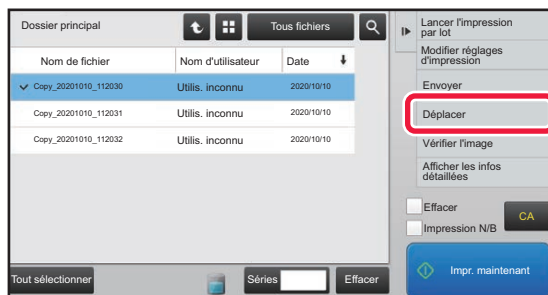 Dossier principal
Tous fichiers
Nom de fichier Nom d'utilisateur Date
Copy_20201010_112030 Utilis. inconnu 2020/10/10
Copy_20201010_112031 Utilis. inconnu 2020/10/10
Copy_20201010_112032 Utilis. inconnu 2020/10/10
Tout sélectionner
Séries
Effacer
Lancer l'impression
par lot
Modifier réglages
d'impression
Envoyer
Déplacer
Vérifier l'image
Afficher les infos
détaillées
Effacer
Impression N/B
CA
Impr. maintenant